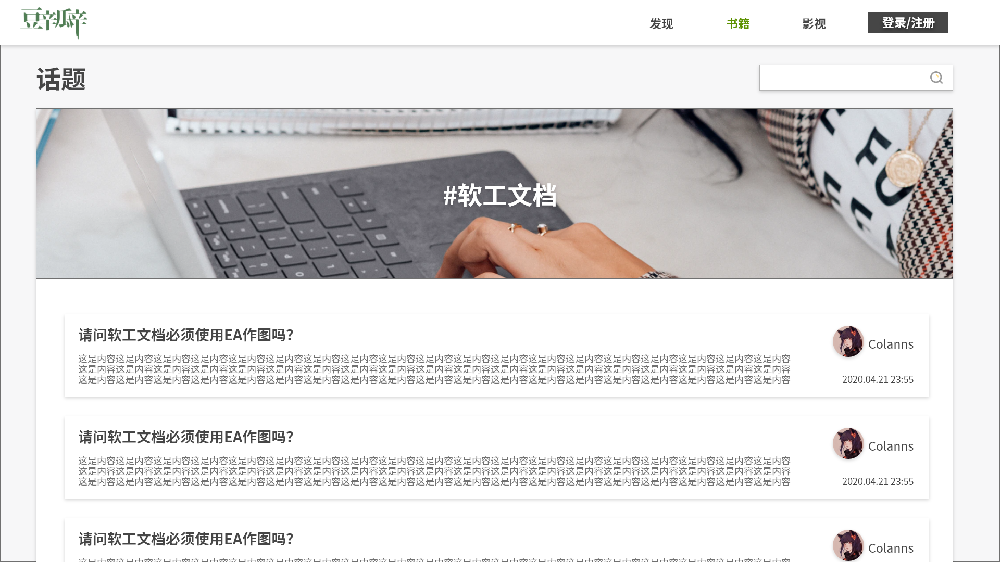 豆瓣
发现
书籍
影视
登录/注册
话题
#软工文档
请问软工文档必须使用EA作图吗?
Colanns
这是内容这是内容这是内容这是内容这是内容这是内容这是内容这是内容这是内容这是内容这是内容这是内容这是内容这是内容这是内容这是内容这是内容这是内容这是内容
这是内容这是内容这是内容这是内容这是内容这是内容这是内容这是内容这是内容这是内容这是内容这是内容这是内容这是内容这是内容这是内容这是内容这是内容这是内容
这是内容这是内容这是内容这是内容这是内容这是内容这是内容这是内容这是内容这是内容这是内容这是内容这是内容这是内容这是内容这是内容这是内容这是内容这是内容
2020.04.21 23:55
请问软工文档必须使用EA作图吗?
Colanns
这是内容这是内容这是内容这是内容这是内容这是内容这是内容这是内容这是内容这是内容这是内容这是内容这是内容这是内容这是内容这是内容这是内容这是内容这是内容
这是内容这是内容这是内容这是内容这是内容这是内容这是内容这是内容这是内容这是内容这是内容这是内容这是内容这是内容这是内容这是内容这是内容这是内容这是内容
这是内容这是内容这是内容这是内容这是内容这是内容这是内容这是内容这是内容这是内容这是内容这是内容这是内容这是内容这是内容这是内容这是内容这是内容这是内容
2020.04.21 23:55
请问软工文档必须使用EA作图吗?
Colanns